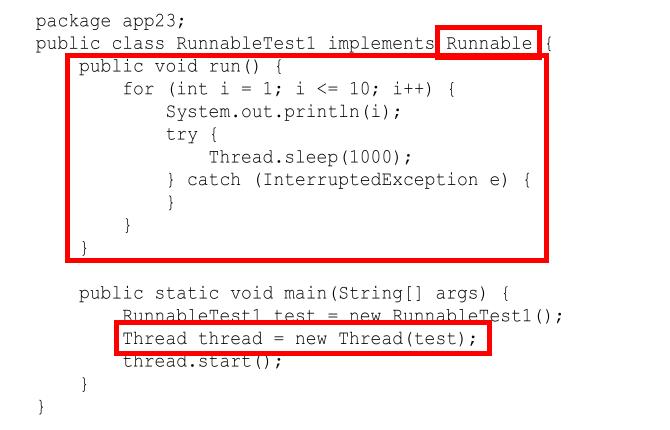 package app23;
public class RunnableTest1 implements Runnable {
    public void run() {
        for (int i = 1; i <= 10; i++) {
            System.out.println(i);
            try {
                Thread.sleep(1000);
            } catch (InterruptedException e) {
            }
        }
    }
    public static void main(String[] args) {
        RunnableTest1 test = new RunnableTest1();
        Thread thread = new Thread(test);
        thread.start();
    }
}